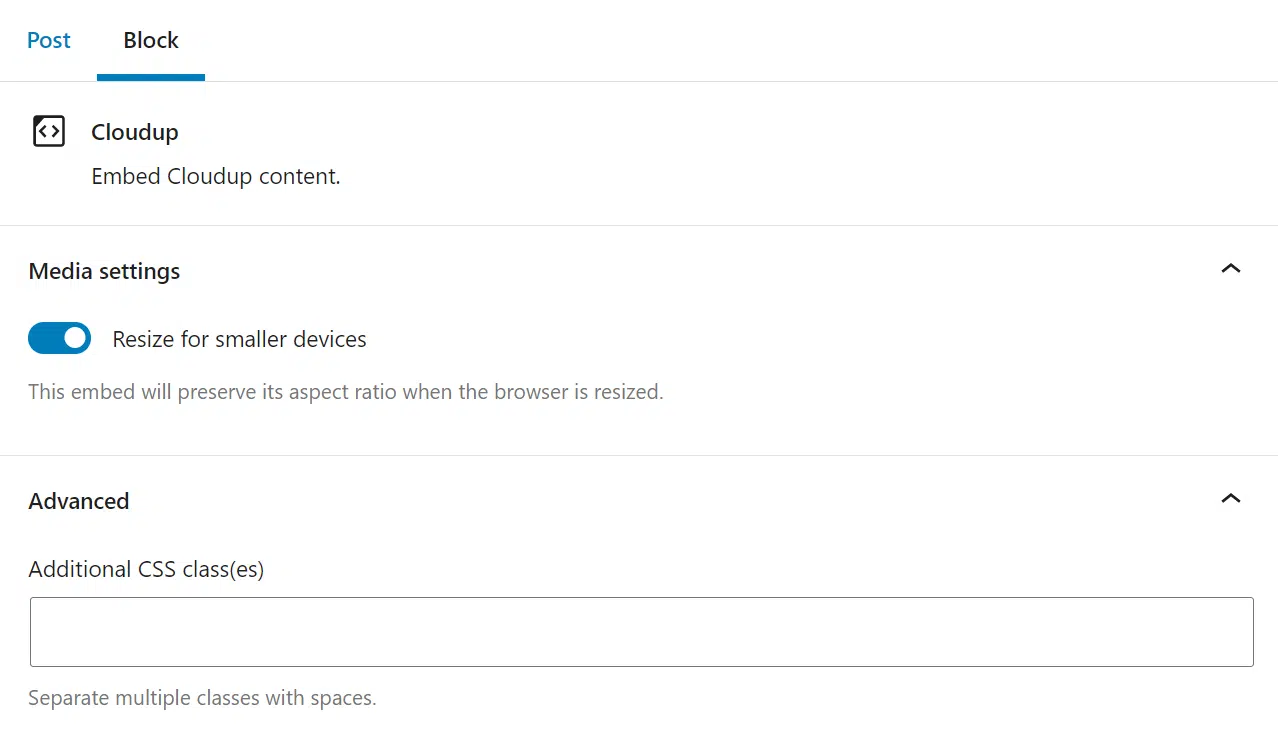 Post Block
Cloudup
Embed Cloudup content.
Media settings
Resize for smaller devices
This embed will preserve its aspect ratio when the browser is resized.
Advanced
Additional CSS class(es)
Separate multiple classes with spaces.